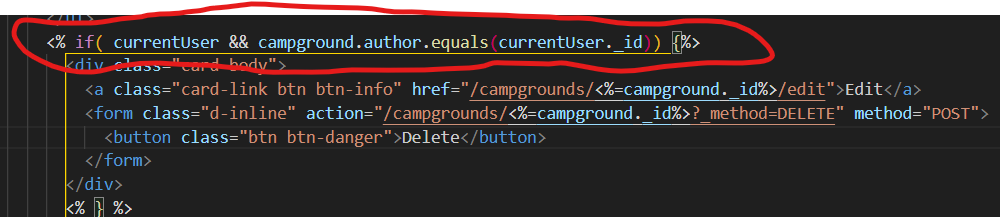 <% if( currentUser && campground.author.equals(currentUser._id)) {%>
<div class="card-body">
<a class="card-link btn btn-info" href="/campgrounds/<%=campground._id%>/edit">Edit</a>
<form class="d-inline" action="/campgrounds/<%=campground._id%>?_method=DELETE" method="POST">
<button class="btn btn-danger">Delete</button>
</form>
</div>
<% } %>